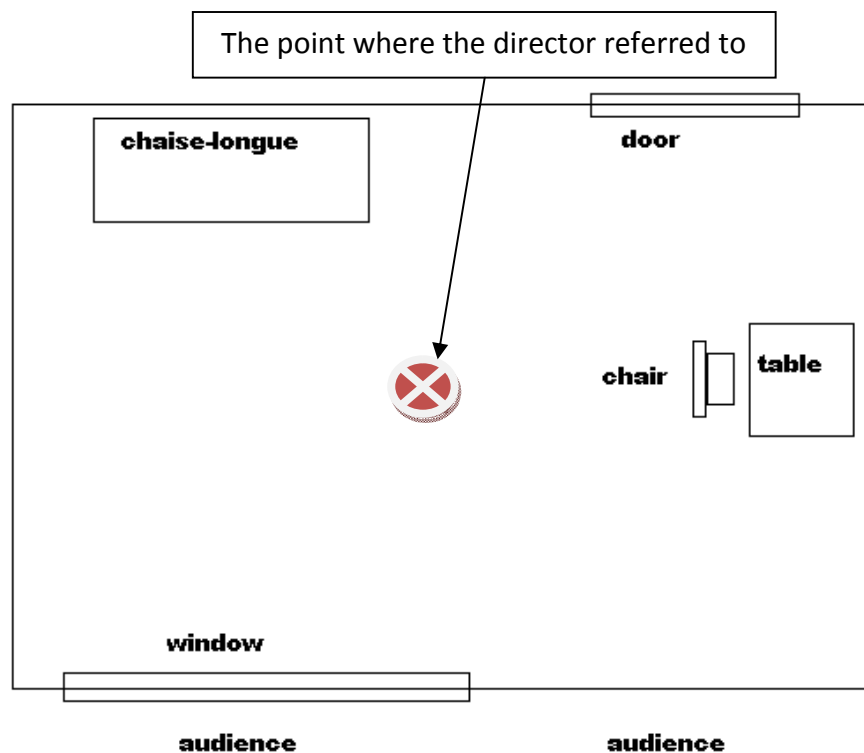 The point where the director referred to
chaise-longue
door
chair
table
window
audience
audience